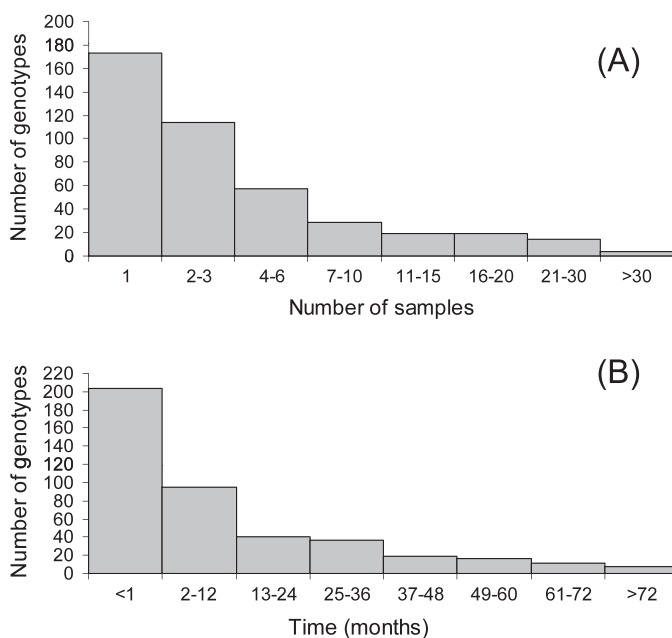 (A)
Number of genotypes
200
180
160
140
120
100
80
60
40
20
0
1 2-3 4-6 7-10 11-15 16-20 21-30 >30
Number of samples
(B)
Number of genotypes
220
200
180
160
140
120
100
80
60
40
20
0
<1 2-12 13-24 25-36 37-48 49-60 61-72 >72
Time (months)